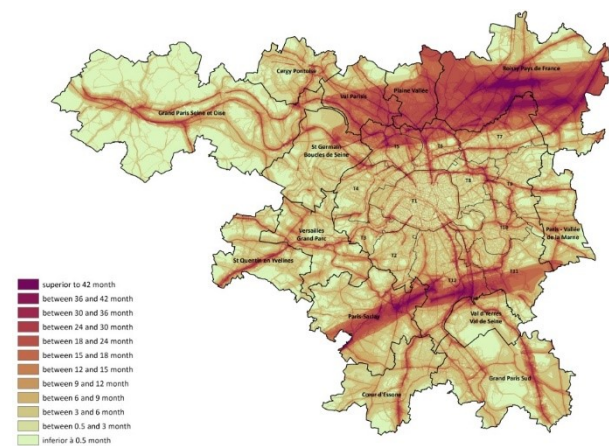 Cergy Pontoise
Roissy Pays de France
Val Parisis
Plaine Vallée
Grand Paris Seine et Oise
St Germain
Boucles de Seine
T5
T6
T7
T4
T8
T9
T1
Versailles
Grand Parc
T3
T2
T10
Paris - Vallée
de la Marne
St Quentin en Yvelines
T12
T11
Paris-Saclay
Val d'Yerres
Val de Seine
Cœur d'Essonne
Grand Paris Sud
superior to 42 month
between 36 and 42 month
between 30 and 36 month
between 24 and 30 month
between 18 and 24 month
between 15 and 18 month
between 12 and 15 month
between 9 and 12 month
between 6 and 9 month
between 3 and 6 month
between 0.5 and 3 month
inferior à 0.5 month